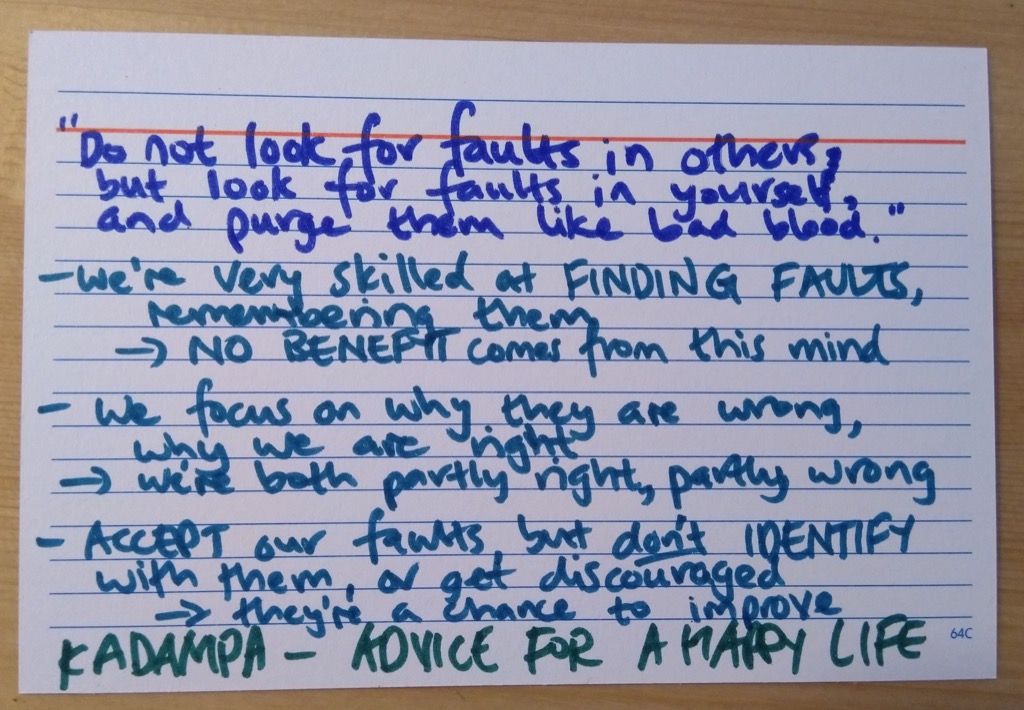 "Do not look for faults in others,
but look for faults in yourself,
and purge them like bad blood."
- we're very skilled at FINDING FAULTS,
remembering them
→ NO BENEFIT comes from this mind
- we focus on why they are wrong,
why we are right
→ we're both partly right, partly wrong
- ACCEPT our faults, but don't IDENTIFY
with them, or get discouraged
→ they're a chance to improve
KADAMPA - ADVICE FOR A HAPPY LIFE
64C